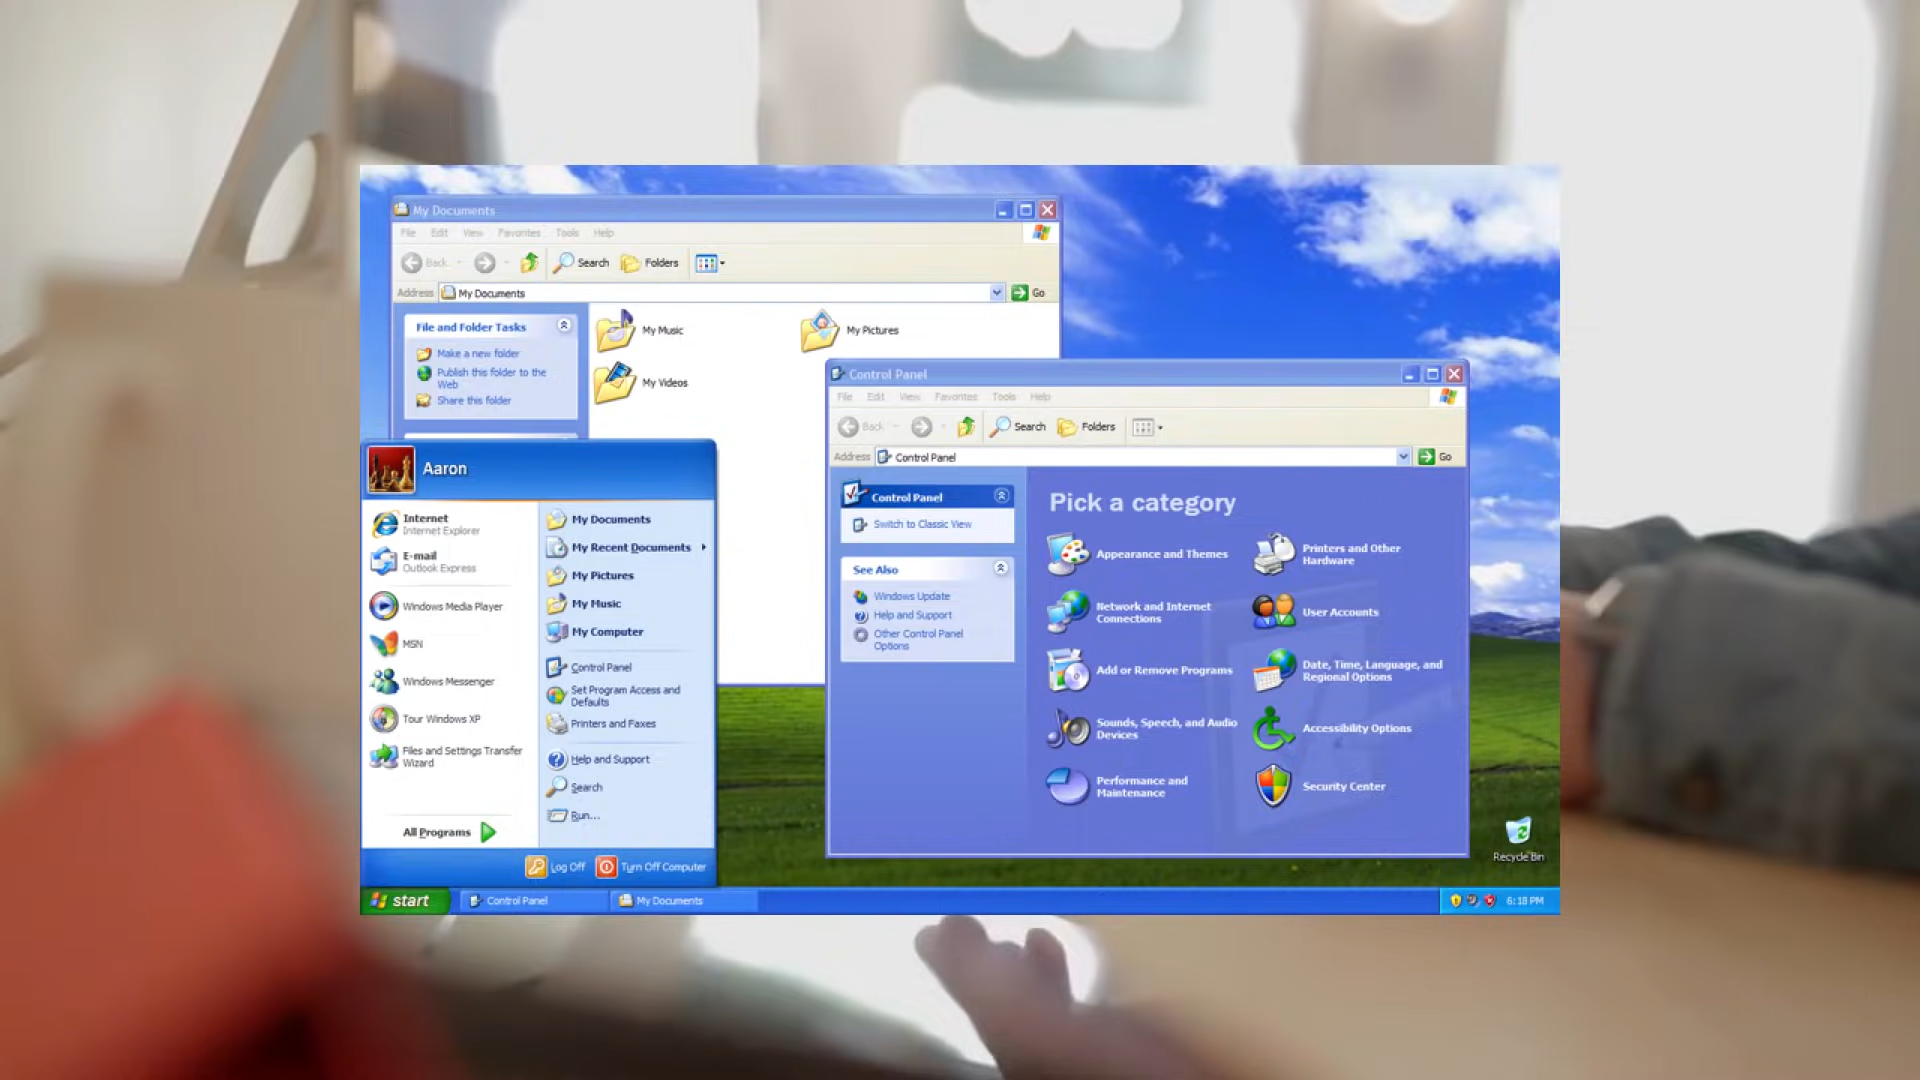 My Documents
File Edit View Favorites Tools Help
Back Search Folders
Address My Documents Go
File and Folder Tasks
Make a new folder
Publish this folder to the
Web
Share this folder
My Music
My Pictures
My Videos
Control Panel
File Edit View Favorites Tools Help
Back Search Folders
Address Control Panel Go
Control Panel
Switch to Classic View
See Also
Windows Update
Help and Support
Other Control Panel
Options
Pick a category
Appearance and Themes
Printers and Other
Hardware
Network and Internet
Connections
User Accounts
Add or Remove Programs
Date, Time, Language, and
Regional Options
Sounds, Speech, and Audio
Devices
Accessibility Options
Performance and
Maintenance
Security Center
Aaron
Internet
Internet Explorer
E-mail
Outlook Express
Windows Media Player
MSN
Windows Messenger
Tour Windows XP
Files and Settings Transfer
Wizard
All Programs
My Documents
My Recent Documents
My Pictures
My Music
My Computer
Control Panel
Set Program Access and
Defaults
Printers and Faxes
Help and Support
Search
Run...
Log Off Turn Off Computer
Recycle Bin
start Control Panel My Documents 6:18 PM